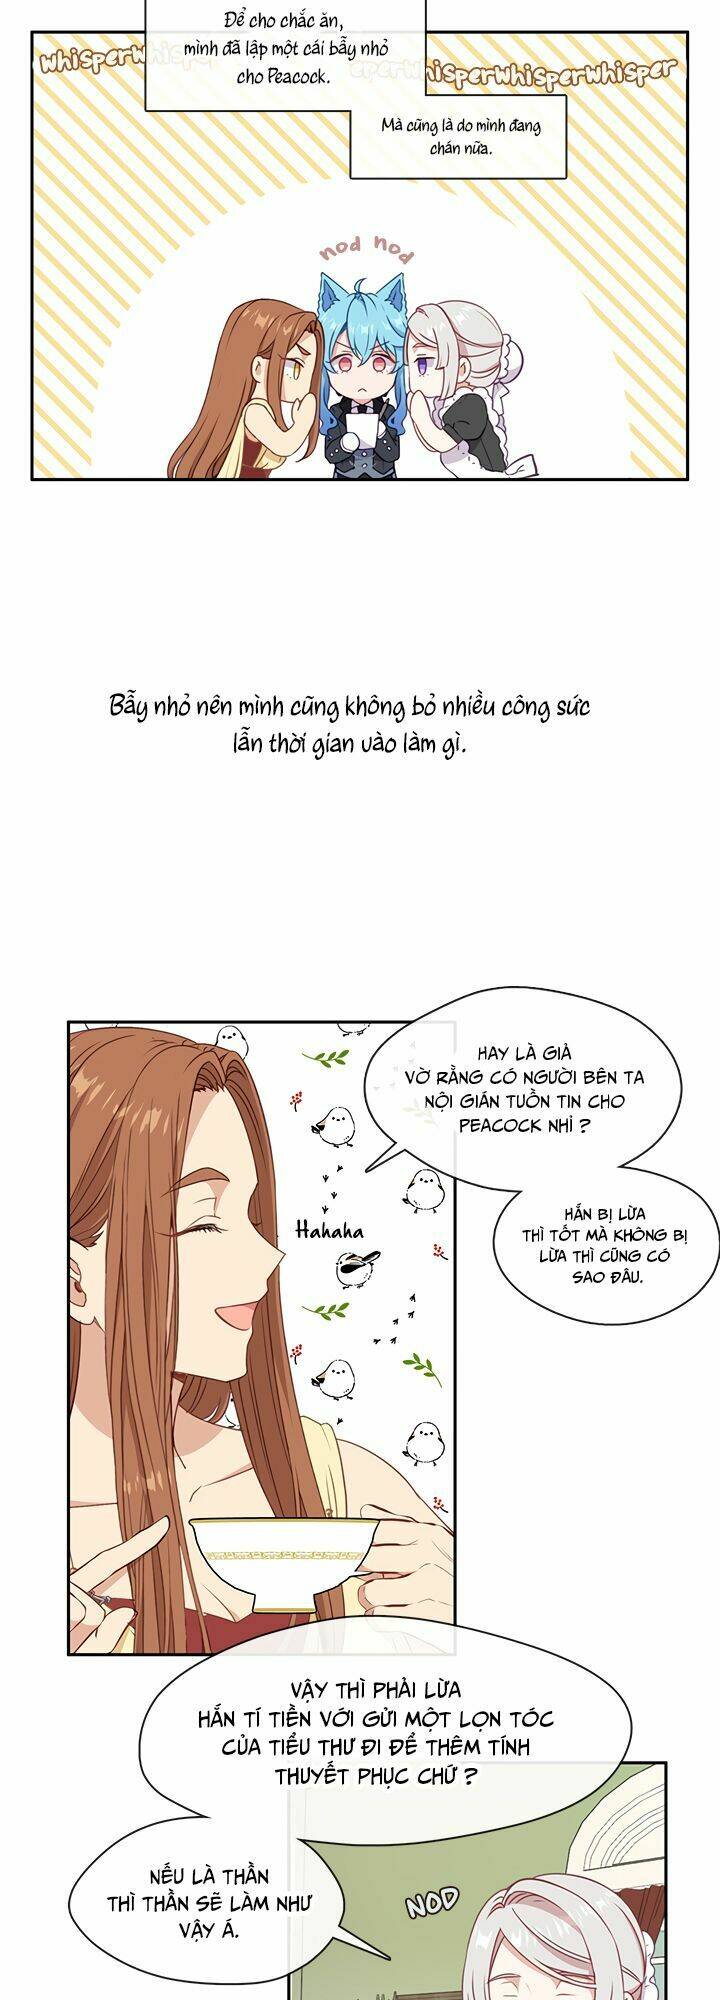 Để cho chắc ăn,
mình đã lập một cái bẫy nhỏ
cho Peacock.
whisperwhisper
eperwhisperwhisperwhisper
Mà cũng là do mình đang
chán nữa.
nod nod
Bẫy nhỏ nên mình cũng không bỏ nhiều công sức
lẫn thời gian vào làm gì.
HAY LÀ GIẢ
VỜ RẰNG CÓ NGƯỜI BÊN TA
NỘI GIÁN TUỒN TIN CHO
PEACOCK NHỈ ?
HẮN BỊ LỪA
THÌ TỐT MÀ KHÔNG BỊ
LỪA THÌ CŨNG CÓ
SAO ĐÂU.
Hahaha
VẬY THÌ PHẢI LỪA
HẮN TÍ TIỀN VỚI GỬI MỘT LỌN TÓC
CỦA TIỂU THƯ ĐI ĐỂ THÊM TÍNH
THUYẾT PHỤC CHỨ ?
NẾU LÀ THẦN
THÌ THẦN SẼ LÀM NHƯ
VẬY Á.
NOD